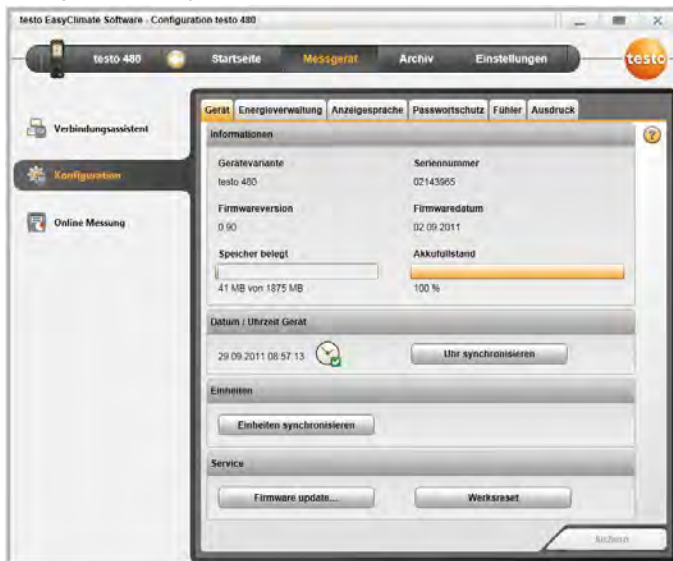 testo EasyClimate Software - Configuration testo 480
testo 480 Startseite Messgerät Archiv Einstellungen testo
Verbindungsassistent
Konfiguration
Online Messung
Gerät Energieverwaltung Anzeigesprache Passwortschutz Fühler Ausdruck
Informationen
Gerätevariante Seriennummer
testo 480 02143965
Firmwareversion Firmwaredatum
0.90 02.09.2011
Speicher belegt Akkufüllstand
41 MB von 1875 MB 100 %
Datum / Uhrzeit Gerät
29.09.2011 08:57:13 Uhr synchronisieren
Einheiten
Einheiten synchronisieren
Service
Firmware update... Werksreset
Sichern